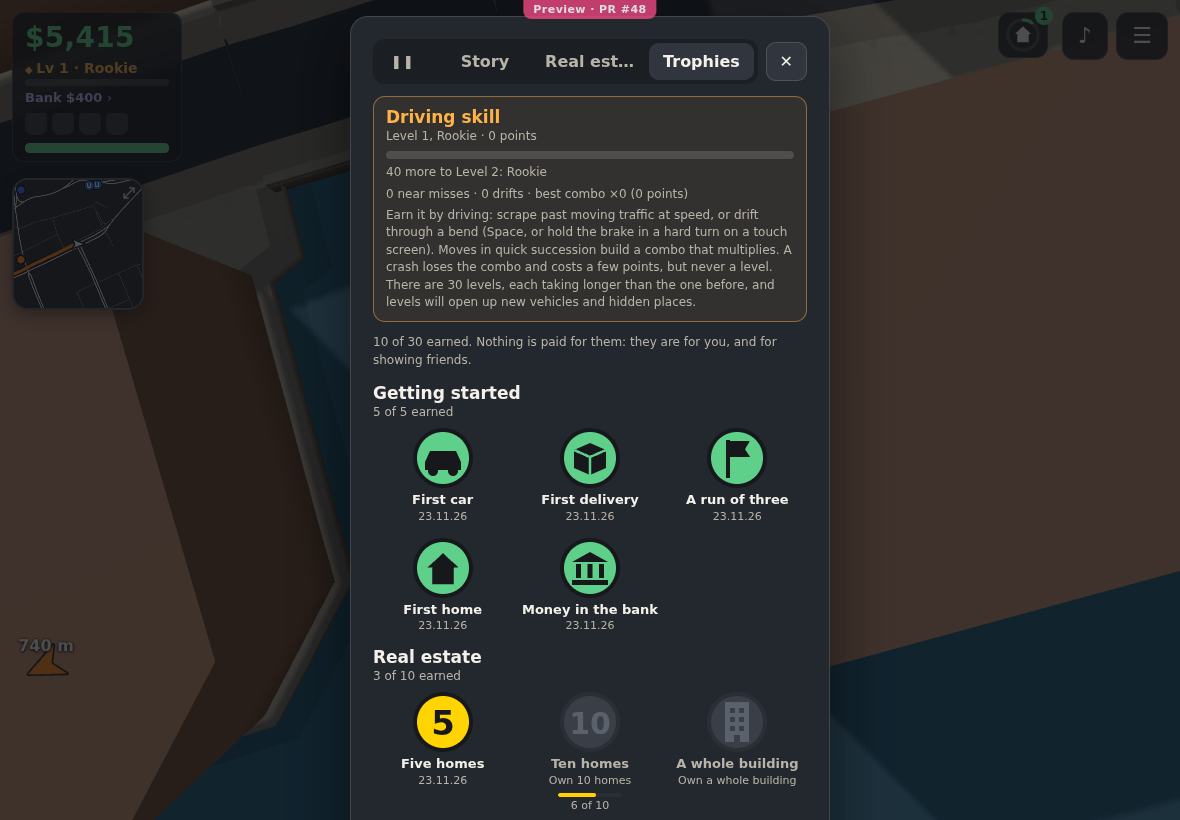 Preview · PR #48
$5,415
Lv 1 · Rookie
Bank $400 ›
740 m
1
Story
Real est…
Trophies
Driving skill
Level 1, Rookie · 0 points
40 more to Level 2: Rookie
0 near misses · 0 drifts · best combo ×0 (0 points)
Earn it by driving: scrape past moving traffic at speed, or drift
through a bend (Space, or hold the brake in a hard turn on a touch
screen). Moves in quick succession build a combo that multiplies. A
crash loses the combo and costs a few points, but never a level.
There are 30 levels, each taking longer than the one before, and
levels will open up new vehicles and hidden places.
10 of 30 earned. Nothing is paid for them: they are for you, and for
showing friends.
Getting started
5 of 5 earned
First car
23.11.26
First delivery
23.11.26
A run of three
23.11.26
First home
23.11.26
Money in the bank
23.11.26
Real estate
3 of 10 earned
5
Five homes
23.11.26
10
Ten homes
Own 10 homes
6 of 10
A whole building
Own a whole building